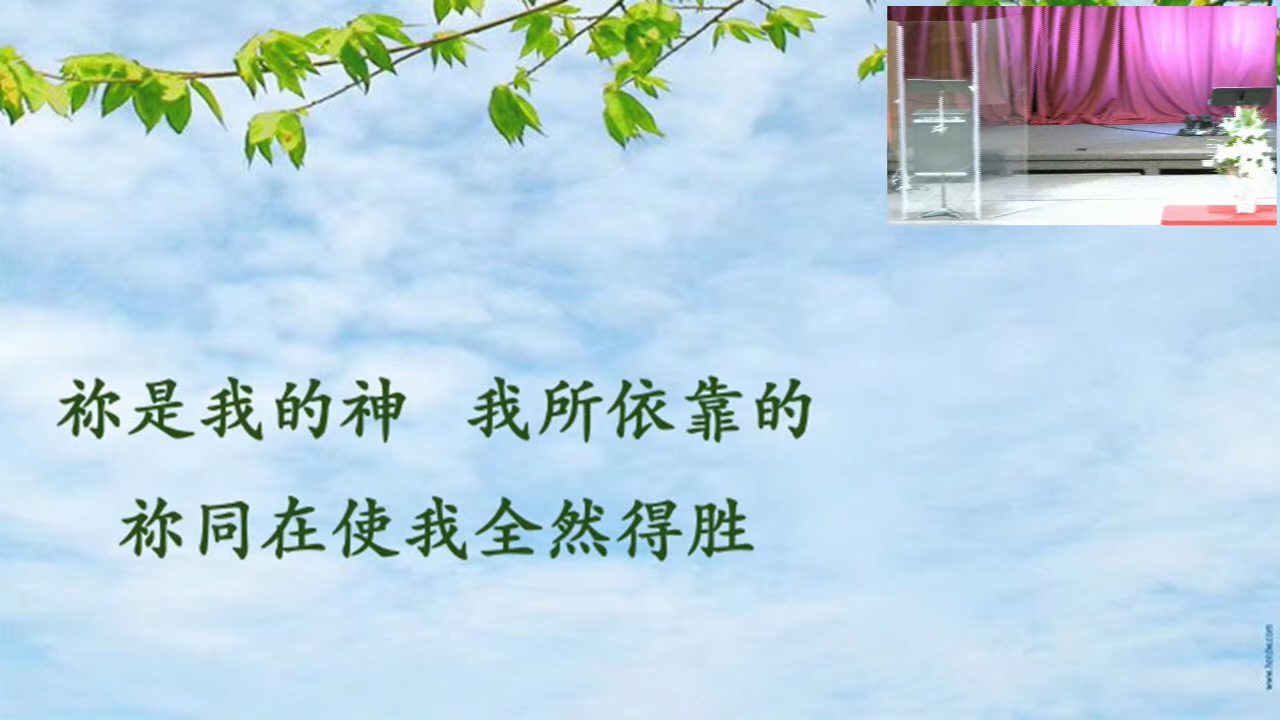 祢是我的神 我所依靠的
祢同在使我全然得胜